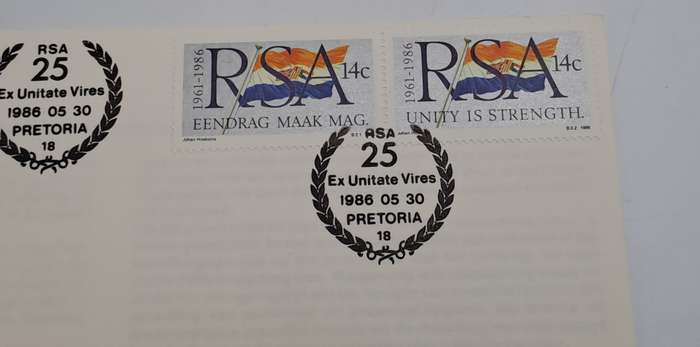 RSA
25
Ex Unitate Vires
1986 05 30
PRETORIA
18
1961-1986
RSA
14c
EENDRAG MAAK MAG.
1961-1986
RSA
14c
UNITY IS STRENGTH.
RSA
25
Ex Unitate Vires
1986 05 30
PRETORIA
18